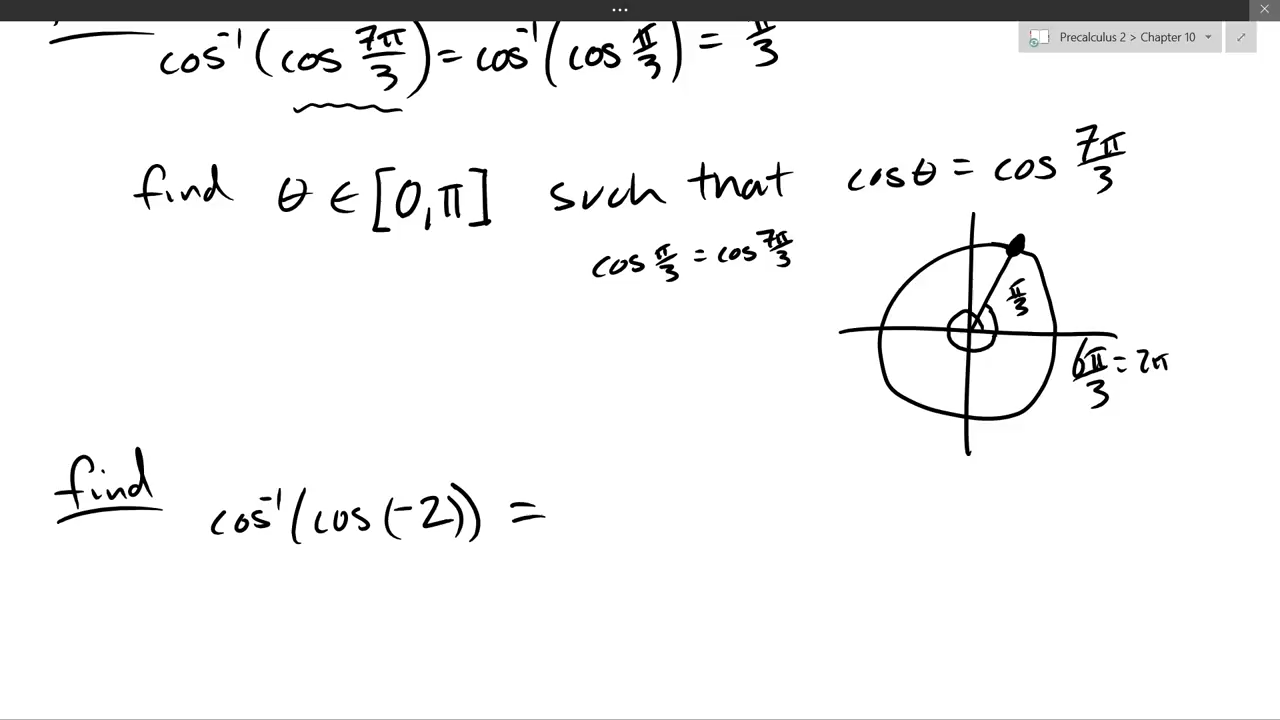 Precalculus 2 > Chapter 10
cos⁻¹(cos 7π/3) = cos⁻¹(cos π/3) = π/3
find θ ∈ [0, π] such that cosθ = cos 7π/3
cos π/3 = cos 7π/3
π/3
6π/3 = 2π
find cos⁻¹(cos(-2)) =